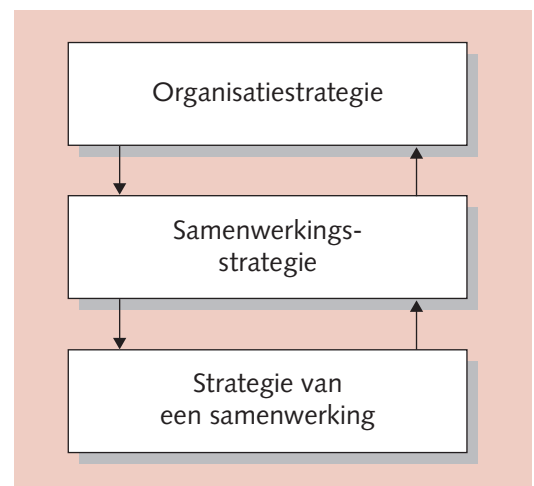 Organisatiestrategie
Samenwerkings-
strategie
Strategie van
een samenwerking